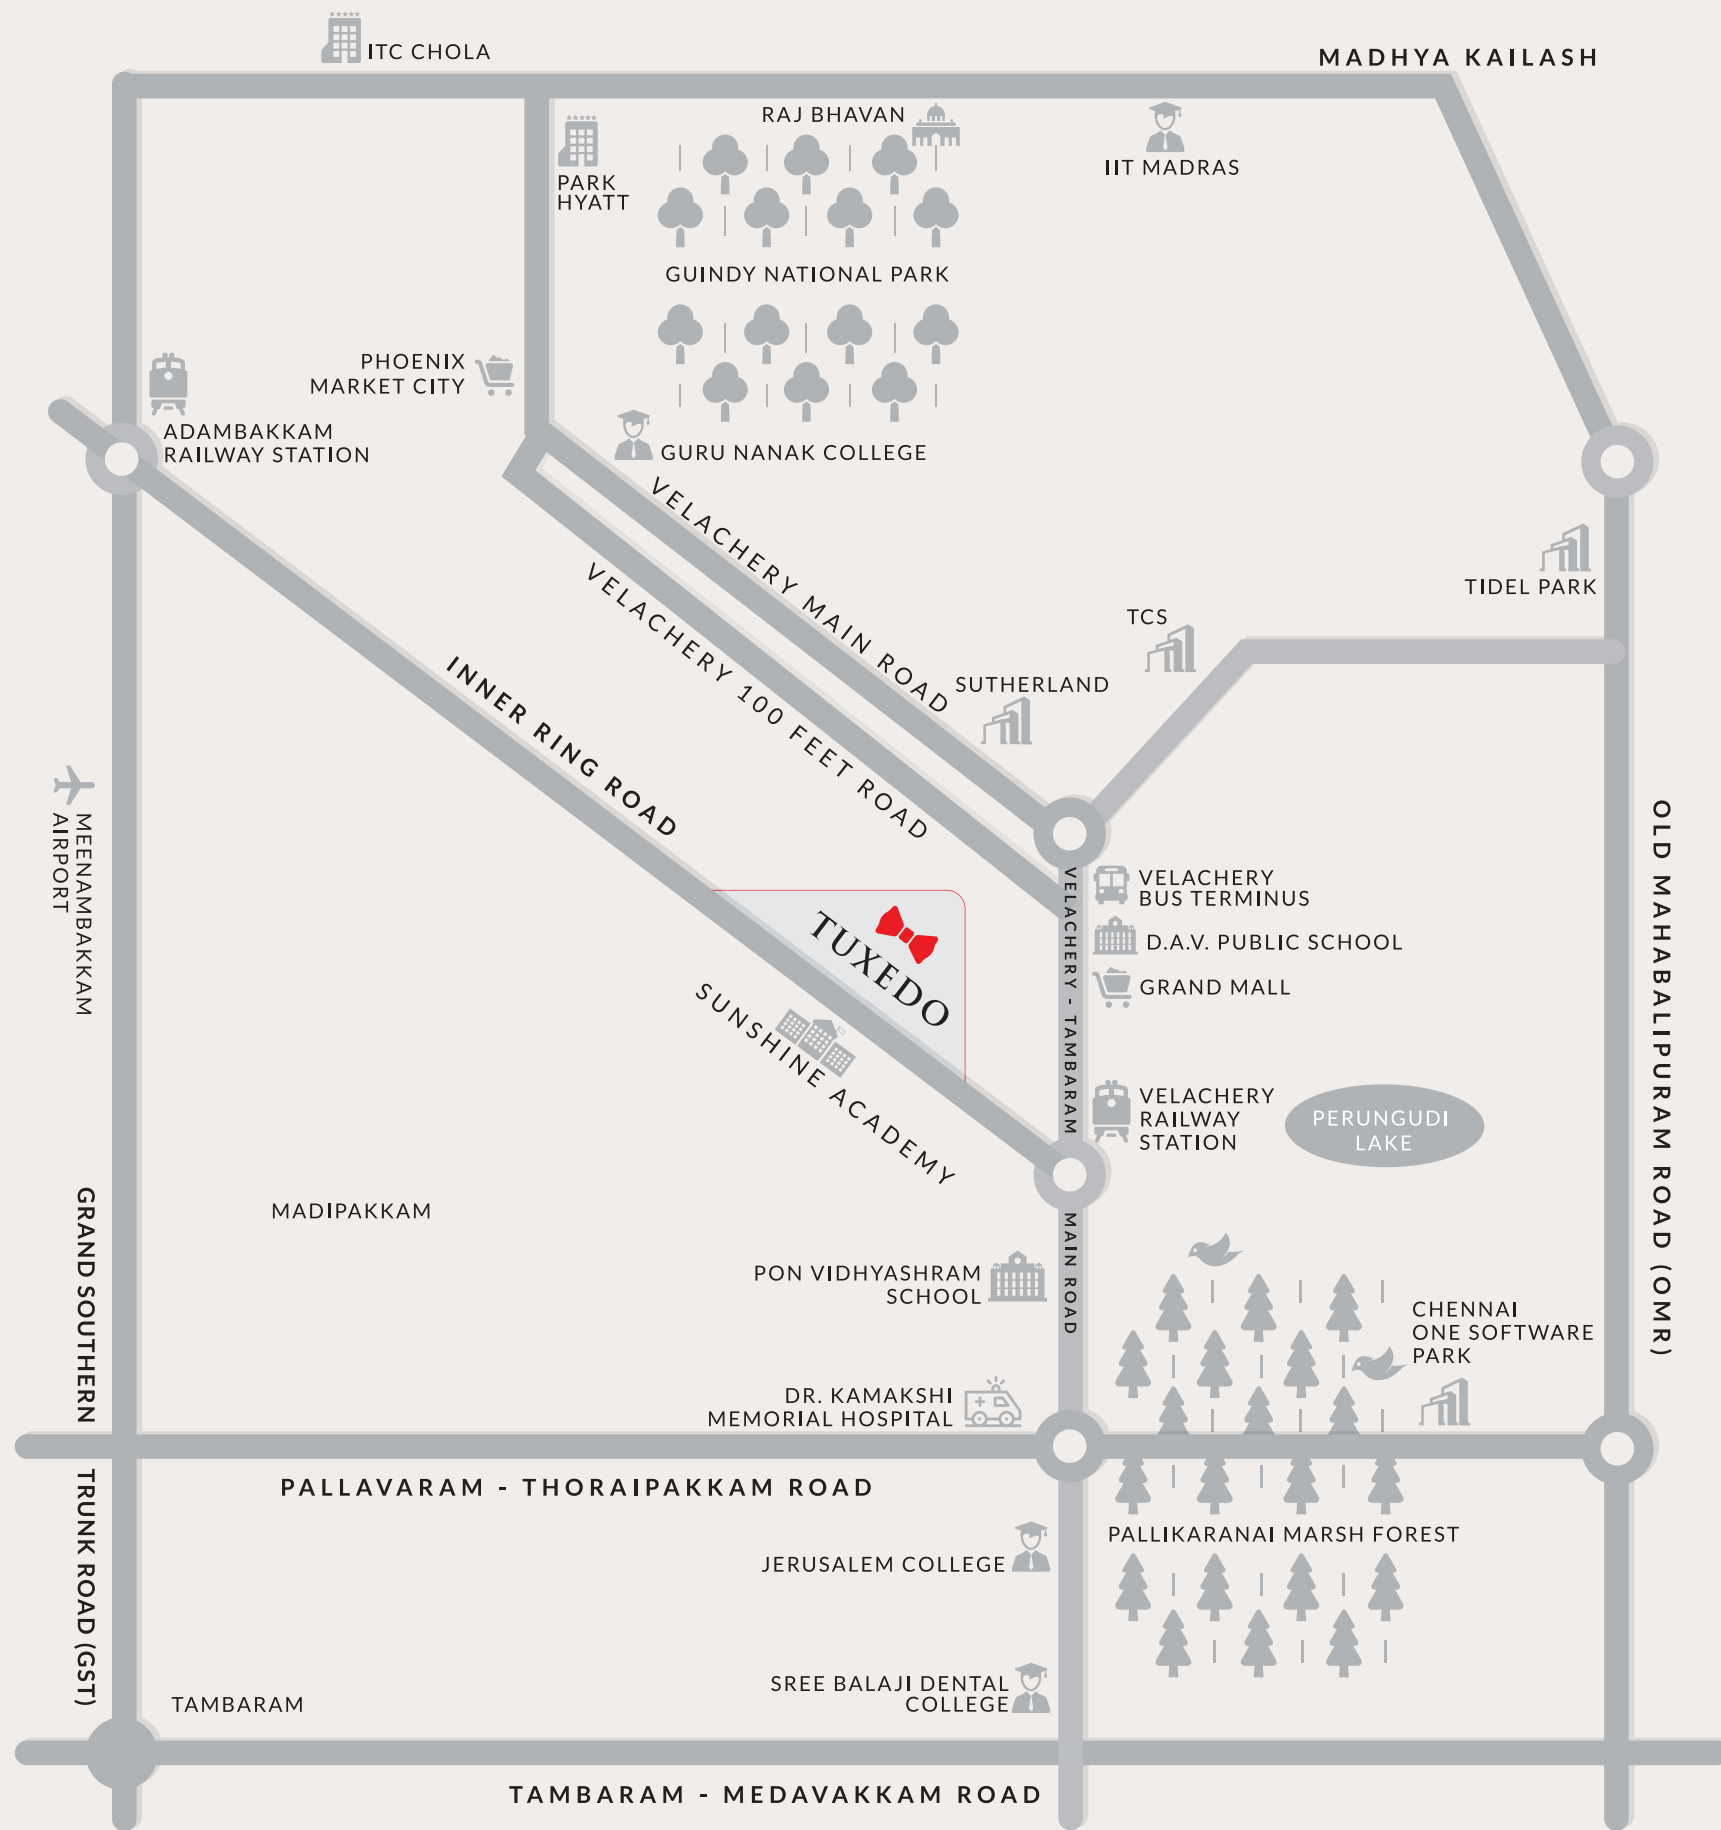 ITC CHOLA
MADHYA KAILASH
RAJ BHAVAN
IIT MADRAS
PARK
HYATT
GUINDY NATIONAL PARK
PHOENIX
MARKET CITY
ADAMBAKKAM
RAILWAY STATION
GURU NANAK COLLEGE
VELACHERY MAIN ROAD
VELACHERY 100 FEET ROAD
INNER RING ROAD
TIDEL PARK
TCS
SUTHERLAND
MEENAMBAKKAM
AIRPORT
TUXEDO
SUNSHINE ACADEMY
VELACHERY - TAMBARAM
MAIN ROAD
VELACHERY
BUS TERMINUS
D.A.V. PUBLIC SCHOOL
GRAND MALL
VELACHERY
RAILWAY
STATION
PERUNGUDI
LAKE
OLD MAHABALIPURAM ROAD (OMR)
MADIPAKKAM
GRAND SOUTHERN
TRUNK ROAD (GST)
PON VIDHYASHRAM
SCHOOL
CHENNAI
ONE SOFTWARE
PARK
DR. KAMAKSHI
MEMORIAL HOSPITAL
PALLAVARAM - THORAIPAKKAM ROAD
PALLIKARANAI MARSH FOREST
JERUSALEM COLLEGE
SREE BALAJI DENTAL
COLLEGE
TAMBARAM
TAMBARAM - MEDAVAKKAM ROAD